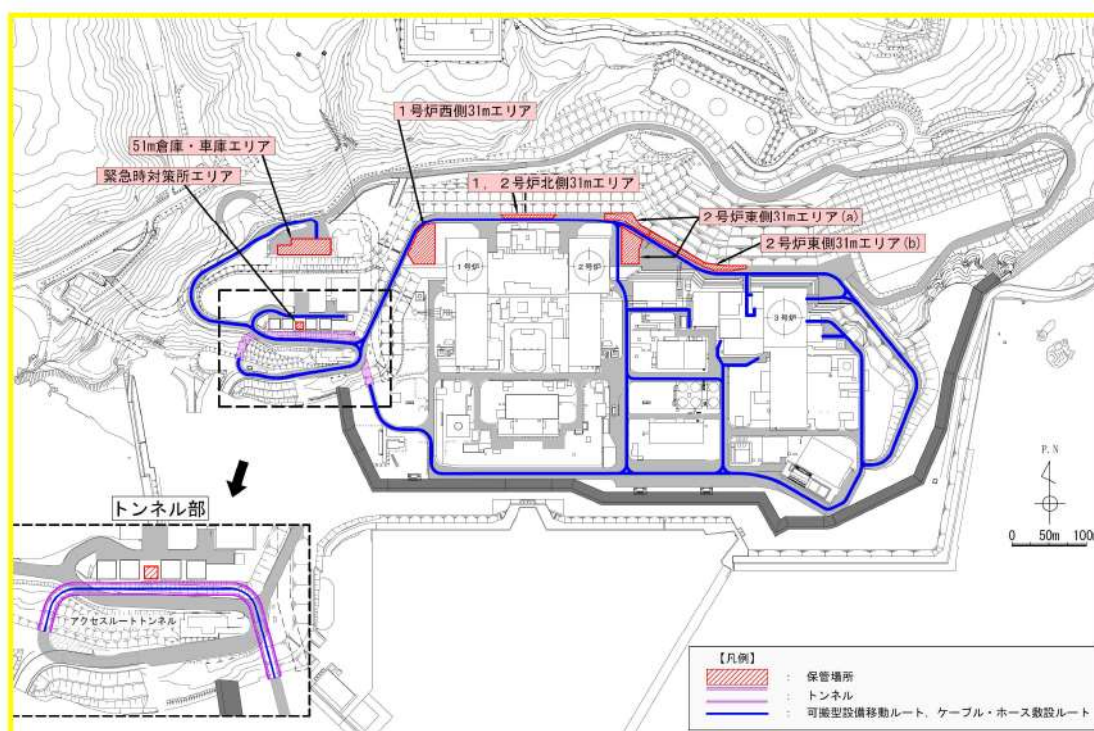 1号炉西側31mエリア
51m倉庫・車庫エリア
緊急時対策所エリア
1,2号炉北側31mエリア
2号炉東側31mエリア(a)
2号炉東側31mエリア(b)
1号炉
2号炉
3号炉
P.N
0 50m 100m
トンネル部
アクセスルートトンネル
【凡例】
: 保管場所
: トンネル
: 可搬型設備移動ルート,ケーブル・ホース敷設ルート